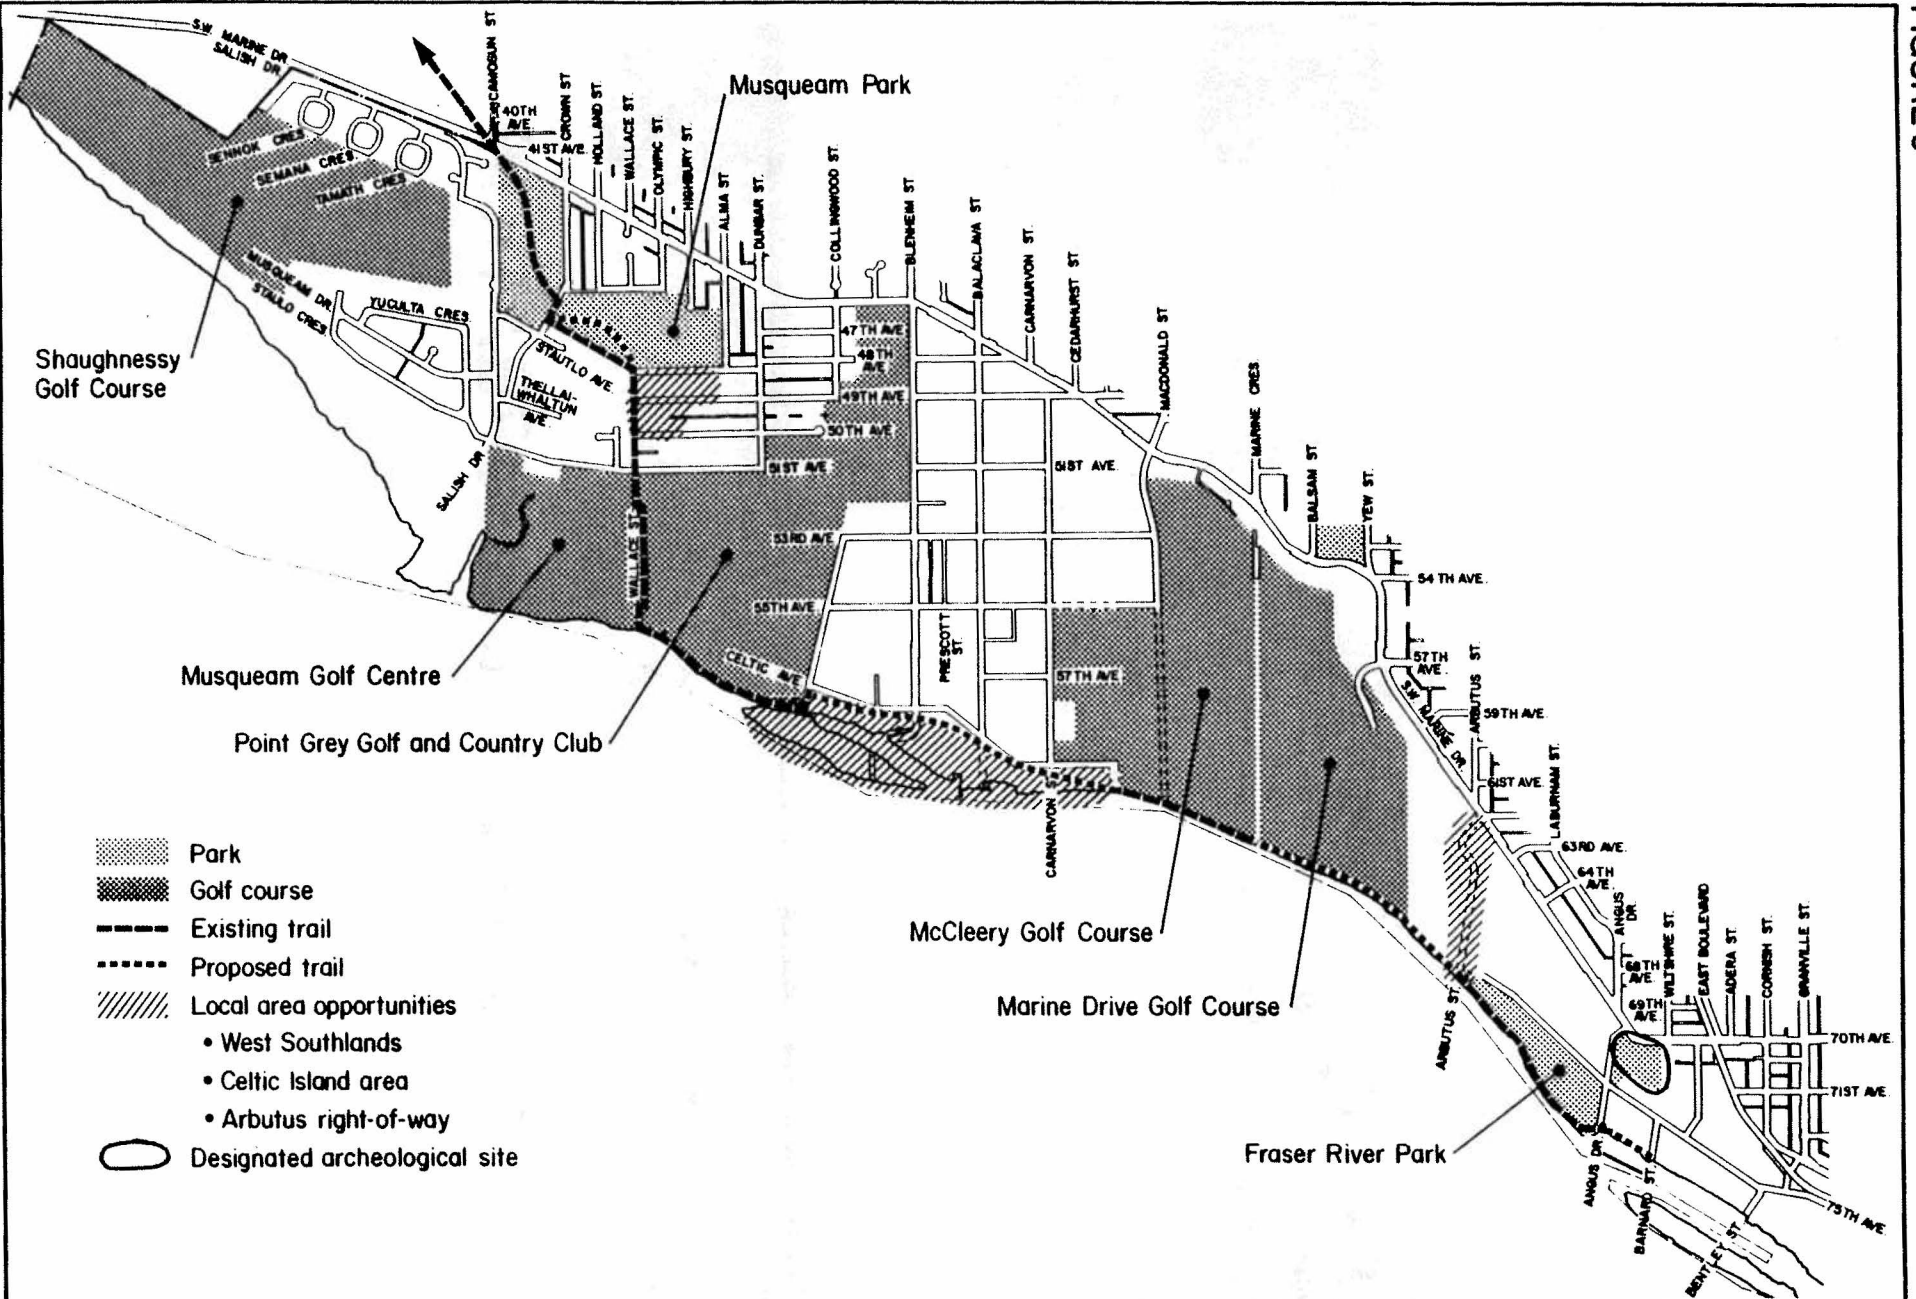 S.W. MARINE DR.
SALISH DR.
CAMOSUN ST
40TH
AVE.
41ST AVE.
CROWN ST
HOLLAND ST.
WALLACE ST.
OLYMPIC ST.
HIGHBURY ST.
ALMA ST
DUNBAR ST.
COLLINGWOOD ST.
BLENHEIM ST
BALACLAVA ST
CARNARVON ST.
CEDARHURST ST
MACDONALD ST
MARINE CRES
BALSAM ST
YEW ST.
Musqueam Park
SENNOK CRES.
SEMANA CRES.
TAMATH CRES
MUSQUEAM DR.
STAULO CRES.
YUCULTA CRES.
STAUTLO AVE.
THELLAI-
WHALTUN
AVE.
Shaughnessy
Golf Course
47TH AVE
48TH
AVE
49TH AVE.
50TH AVE
51ST AVE
51ST AVE.
SALISH DR
WALLACE ST
53RD AVE
55TH AVE
54TH AVE.
PRESCOTT
ST.
CELTIC AVE
57TH AVE
57TH
AVE.
S.W. MARINE DR.
ARBUTUS ST.
59TH AVE.
61ST AVE.
LABURNAM ST.
63RD AVE.
64TH
AVE.
ANGUS
DR.
WILTSHIRE ST.
EAST BOULEVARD
ADERA ST.
CORNISH ST.
GRANVILLE ST.
68TH
AVE.
69TH
AVE.
70TH AVE.
71ST AVE.
75TH AVE.
Musqueam Golf Centre
Point Grey Golf and Country Club
CARNARVON ST
McCleery Golf Course
Marine Drive Golf Course
ARBUTUS ST.
Fraser River Park
ANGUS DR
BARNARD ST.
BENTLEY ST
Park
Golf course
Existing trail
Proposed trail
Local area opportunities
• West Southlands
• Celtic Island area
• Arbutus right-of-way
Designated archeological site